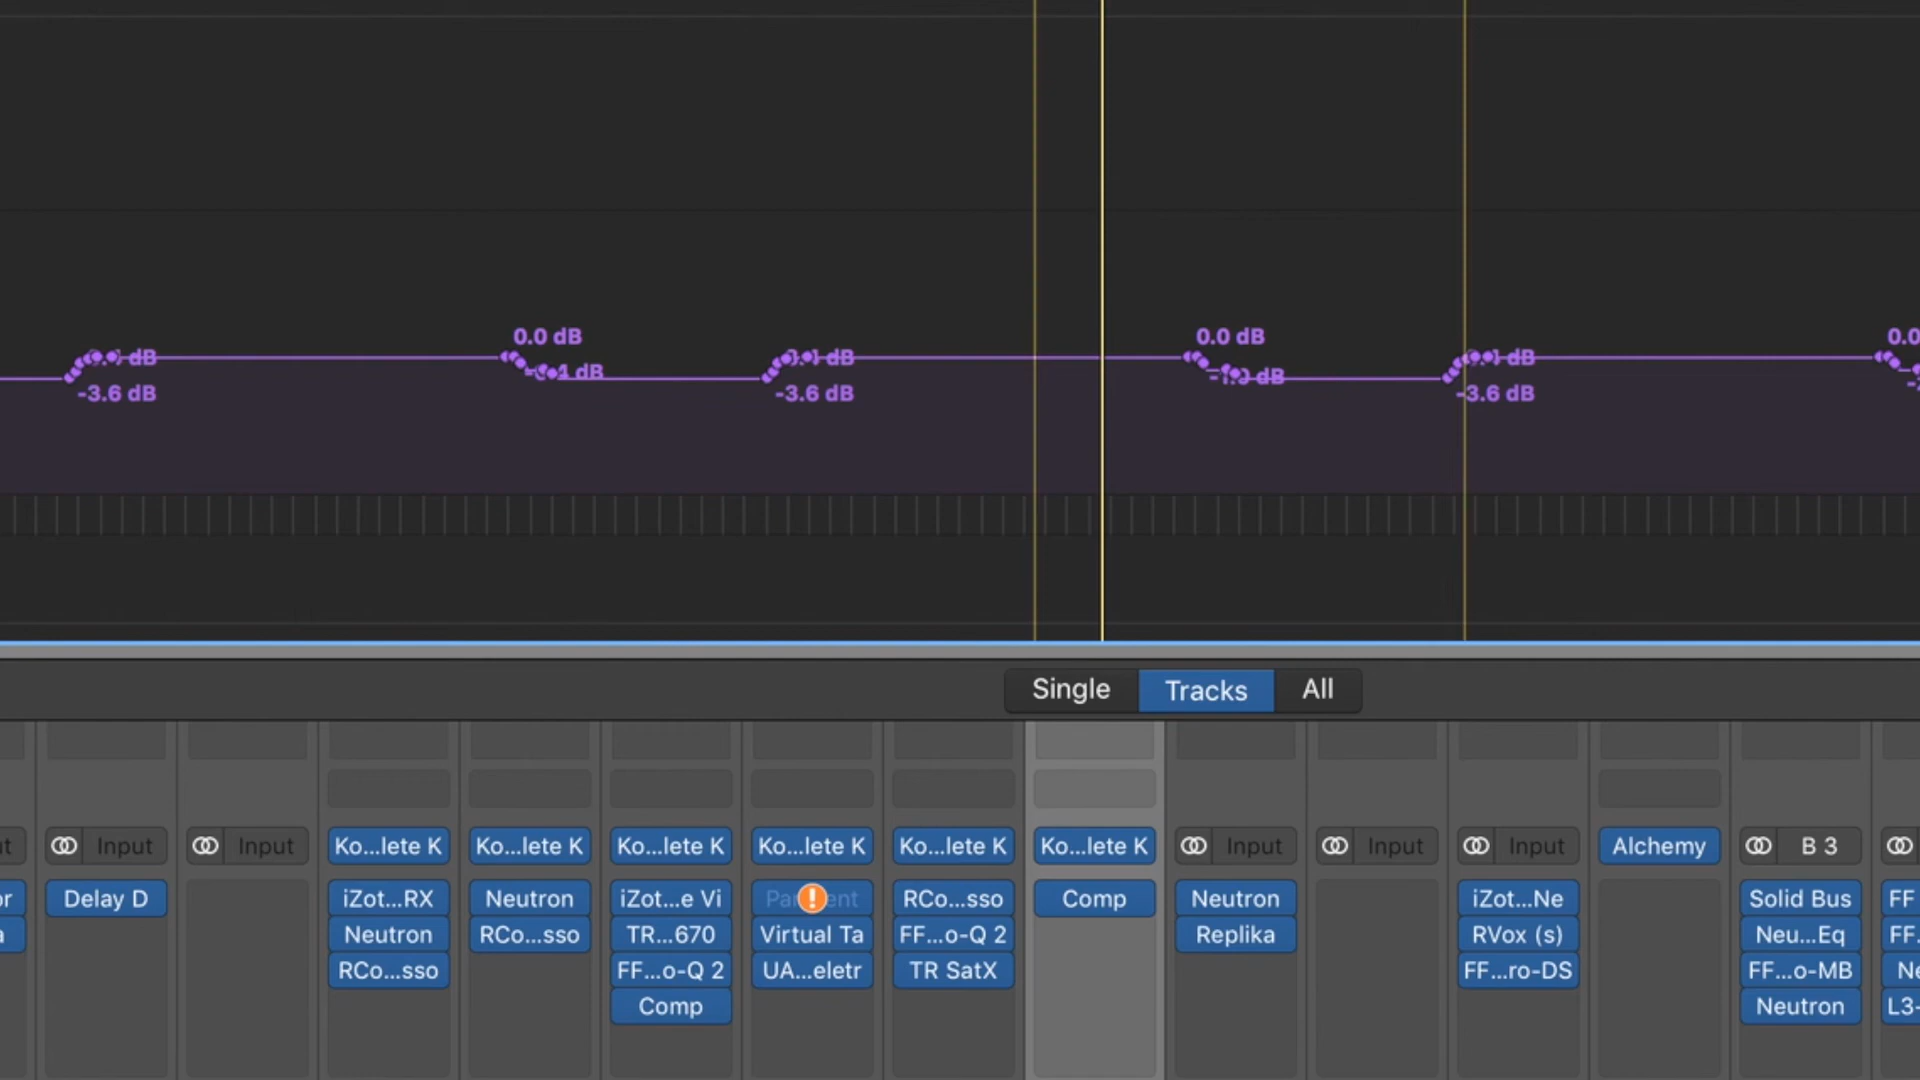 0.0 dB
0.0 dB
0.0
dB
1 dB
dB
dB
dB
-3.6 dB
-3.6 dB
-3.6 dB
Single Tracks All
Input Input Ko...lete K Ko...lete K Ko...lete K Ko...lete K Ko...lete K Ko...lete K Input Input Input Alchemy B 3
or Delay D iZot...RX Neutron iZot...e Vi RCo...sso Comp Neutron iZot...Ne Solid Bus FF
a Neutron RCo...sso TR...670 Virtual Ta FF...o-Q 2 Replika RVox (s) Neu...Eq FF.
RCo...sso FF...o-Q 2 UA...eletr TR SatX FF...ro-DS FF...o-MB Ne
Comp Neutron L3-